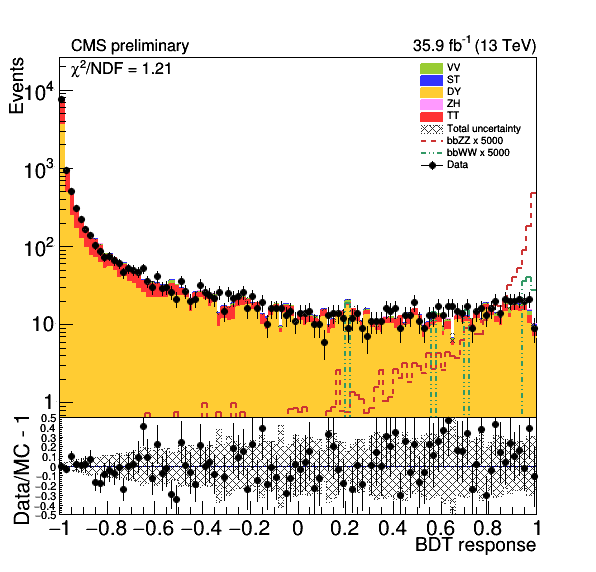 CMS preliminary 35.9 fb⁻¹ (13 TeV)
χ²/NDF = 1.21
Events
10⁴
10³
10²
10
1
VV
ST
DY
ZH
TT
Total uncertainty
bbZZ x 5000
bbWW x 5000
Data
Data/MC - 1
0.5
0.4
0.3
0.2
0.1
0
−0.1
−0.2
−0.3
−0.4
−0.5
−1 −0.8 −0.6 −0.4 −0.2 0 0.2 0.4 0.6 0.8 1
BDT response